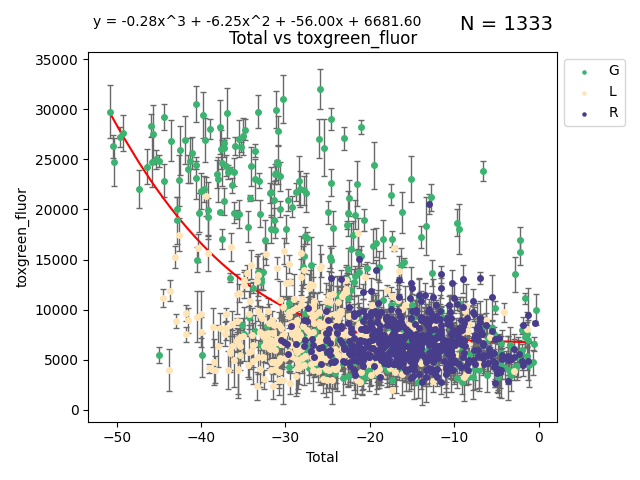 y = -0.28x^3 + -6.25x^2 + -56.00x + 6681.60
N = 1333
Total vs toxgreen_fluor
35000
30000
25000
20000
15000
10000
5000
0
toxgreen_fluor
−50
−40
−30
−20
−10
0
Total
G
L
R